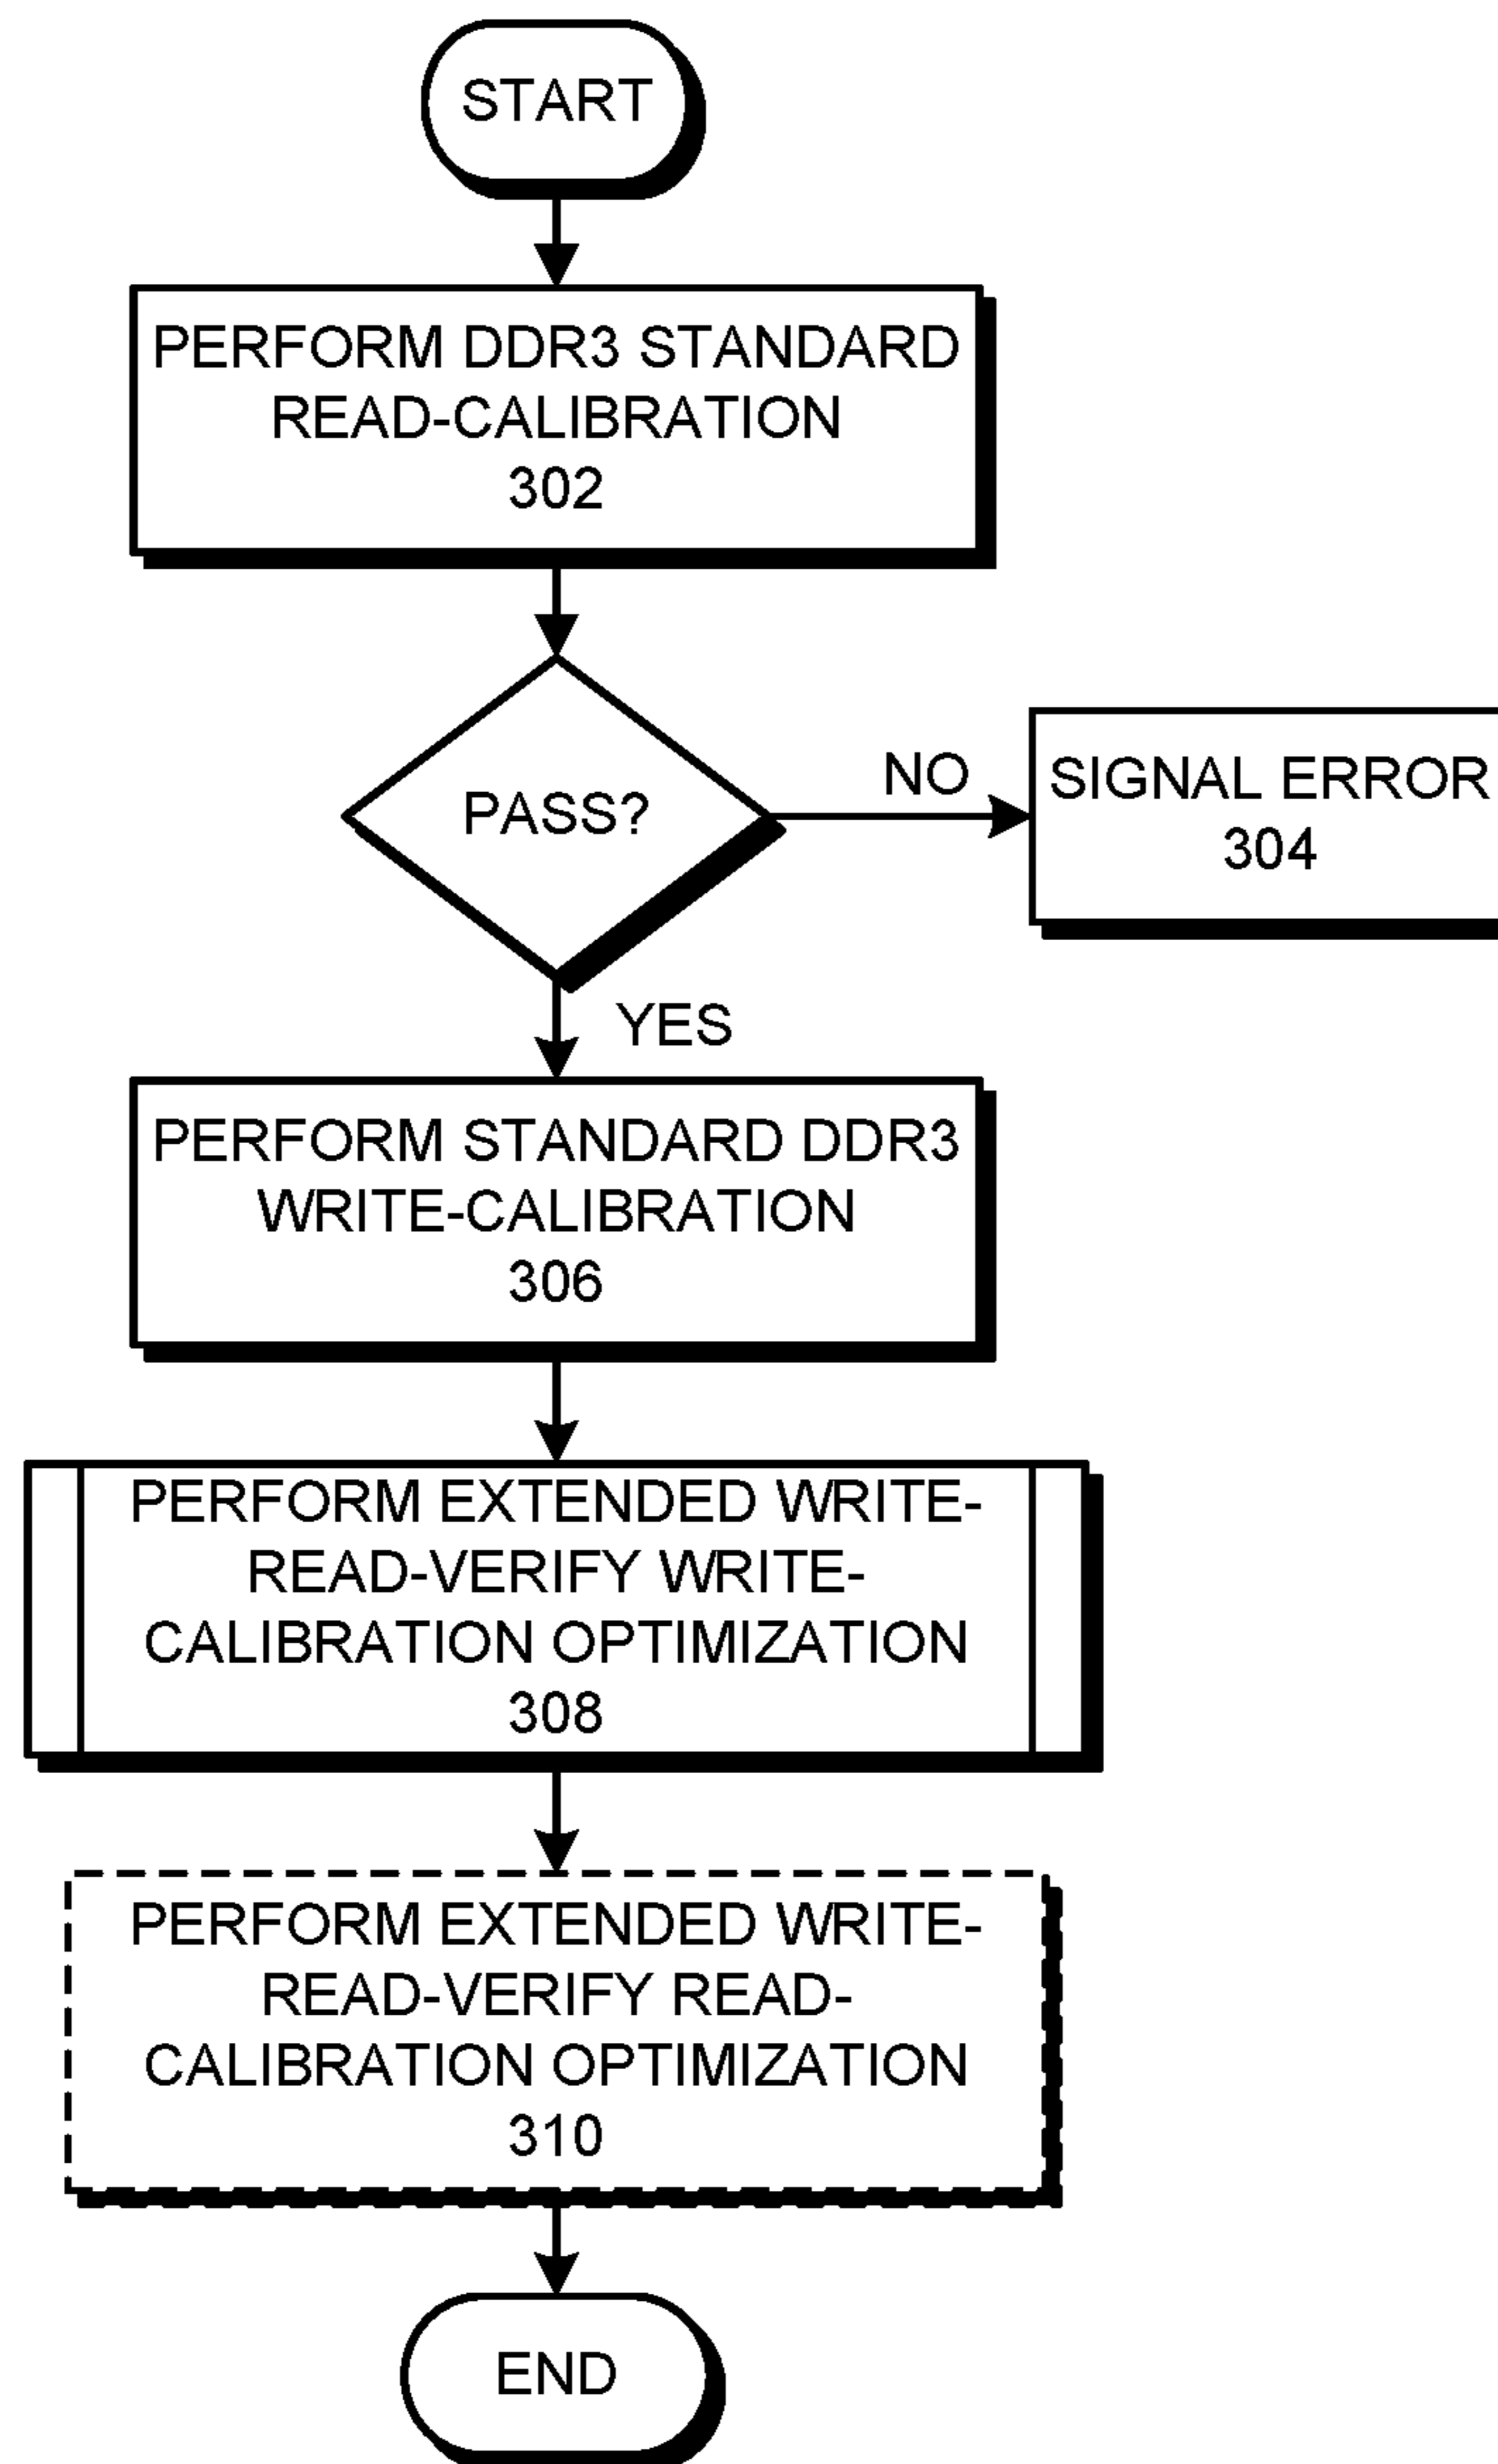 START
PERFORM DDR3 STANDARD
READ-CALIBRATION
302
PASS?
NO
SIGNAL ERROR
304
YES
PERFORM STANDARD DDR3
WRITE-CALIBRATION
306
PERFORM EXTENDED WRITE-
READ-VERIFY WRITE-
CALIBRATION OPTIMIZATION
308
PERFORM EXTENDED WRITE-
READ-VERIFY READ-
CALIBRATION OPTIMIZATION
310
END